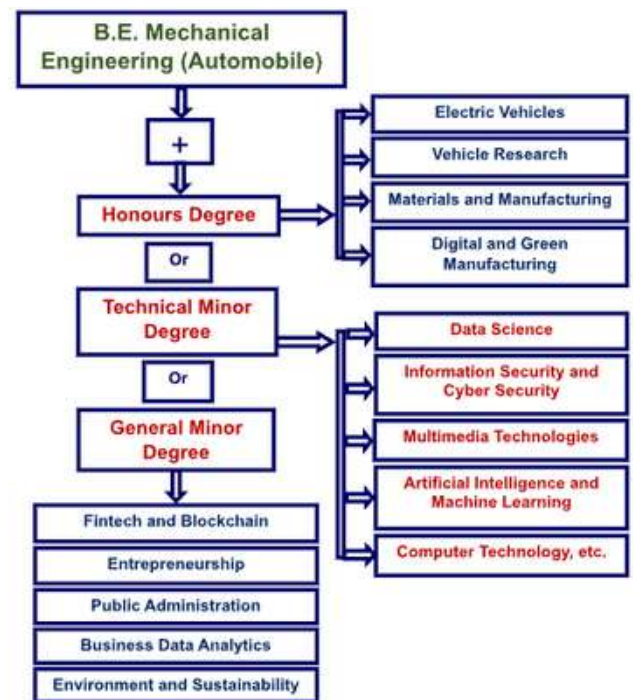 B.E. Mechanical
Engineering (Automobile)
+
Honours Degree
Electric Vehicles
Vehicle Research
Materials and Manufacturing
Digital and Green
Manufacturing
Or
Technical Minor
Degree
Data Science
Information Security and
Cyber Security
Multimedia Technologies
Artificial Intelligence and
Machine Learning
Computer Technology, etc.
Or
General Minor
Degree
Fintech and Blockchain
Entrepreneurship
Public Administration
Business Data Analytics
Environment and Sustainability